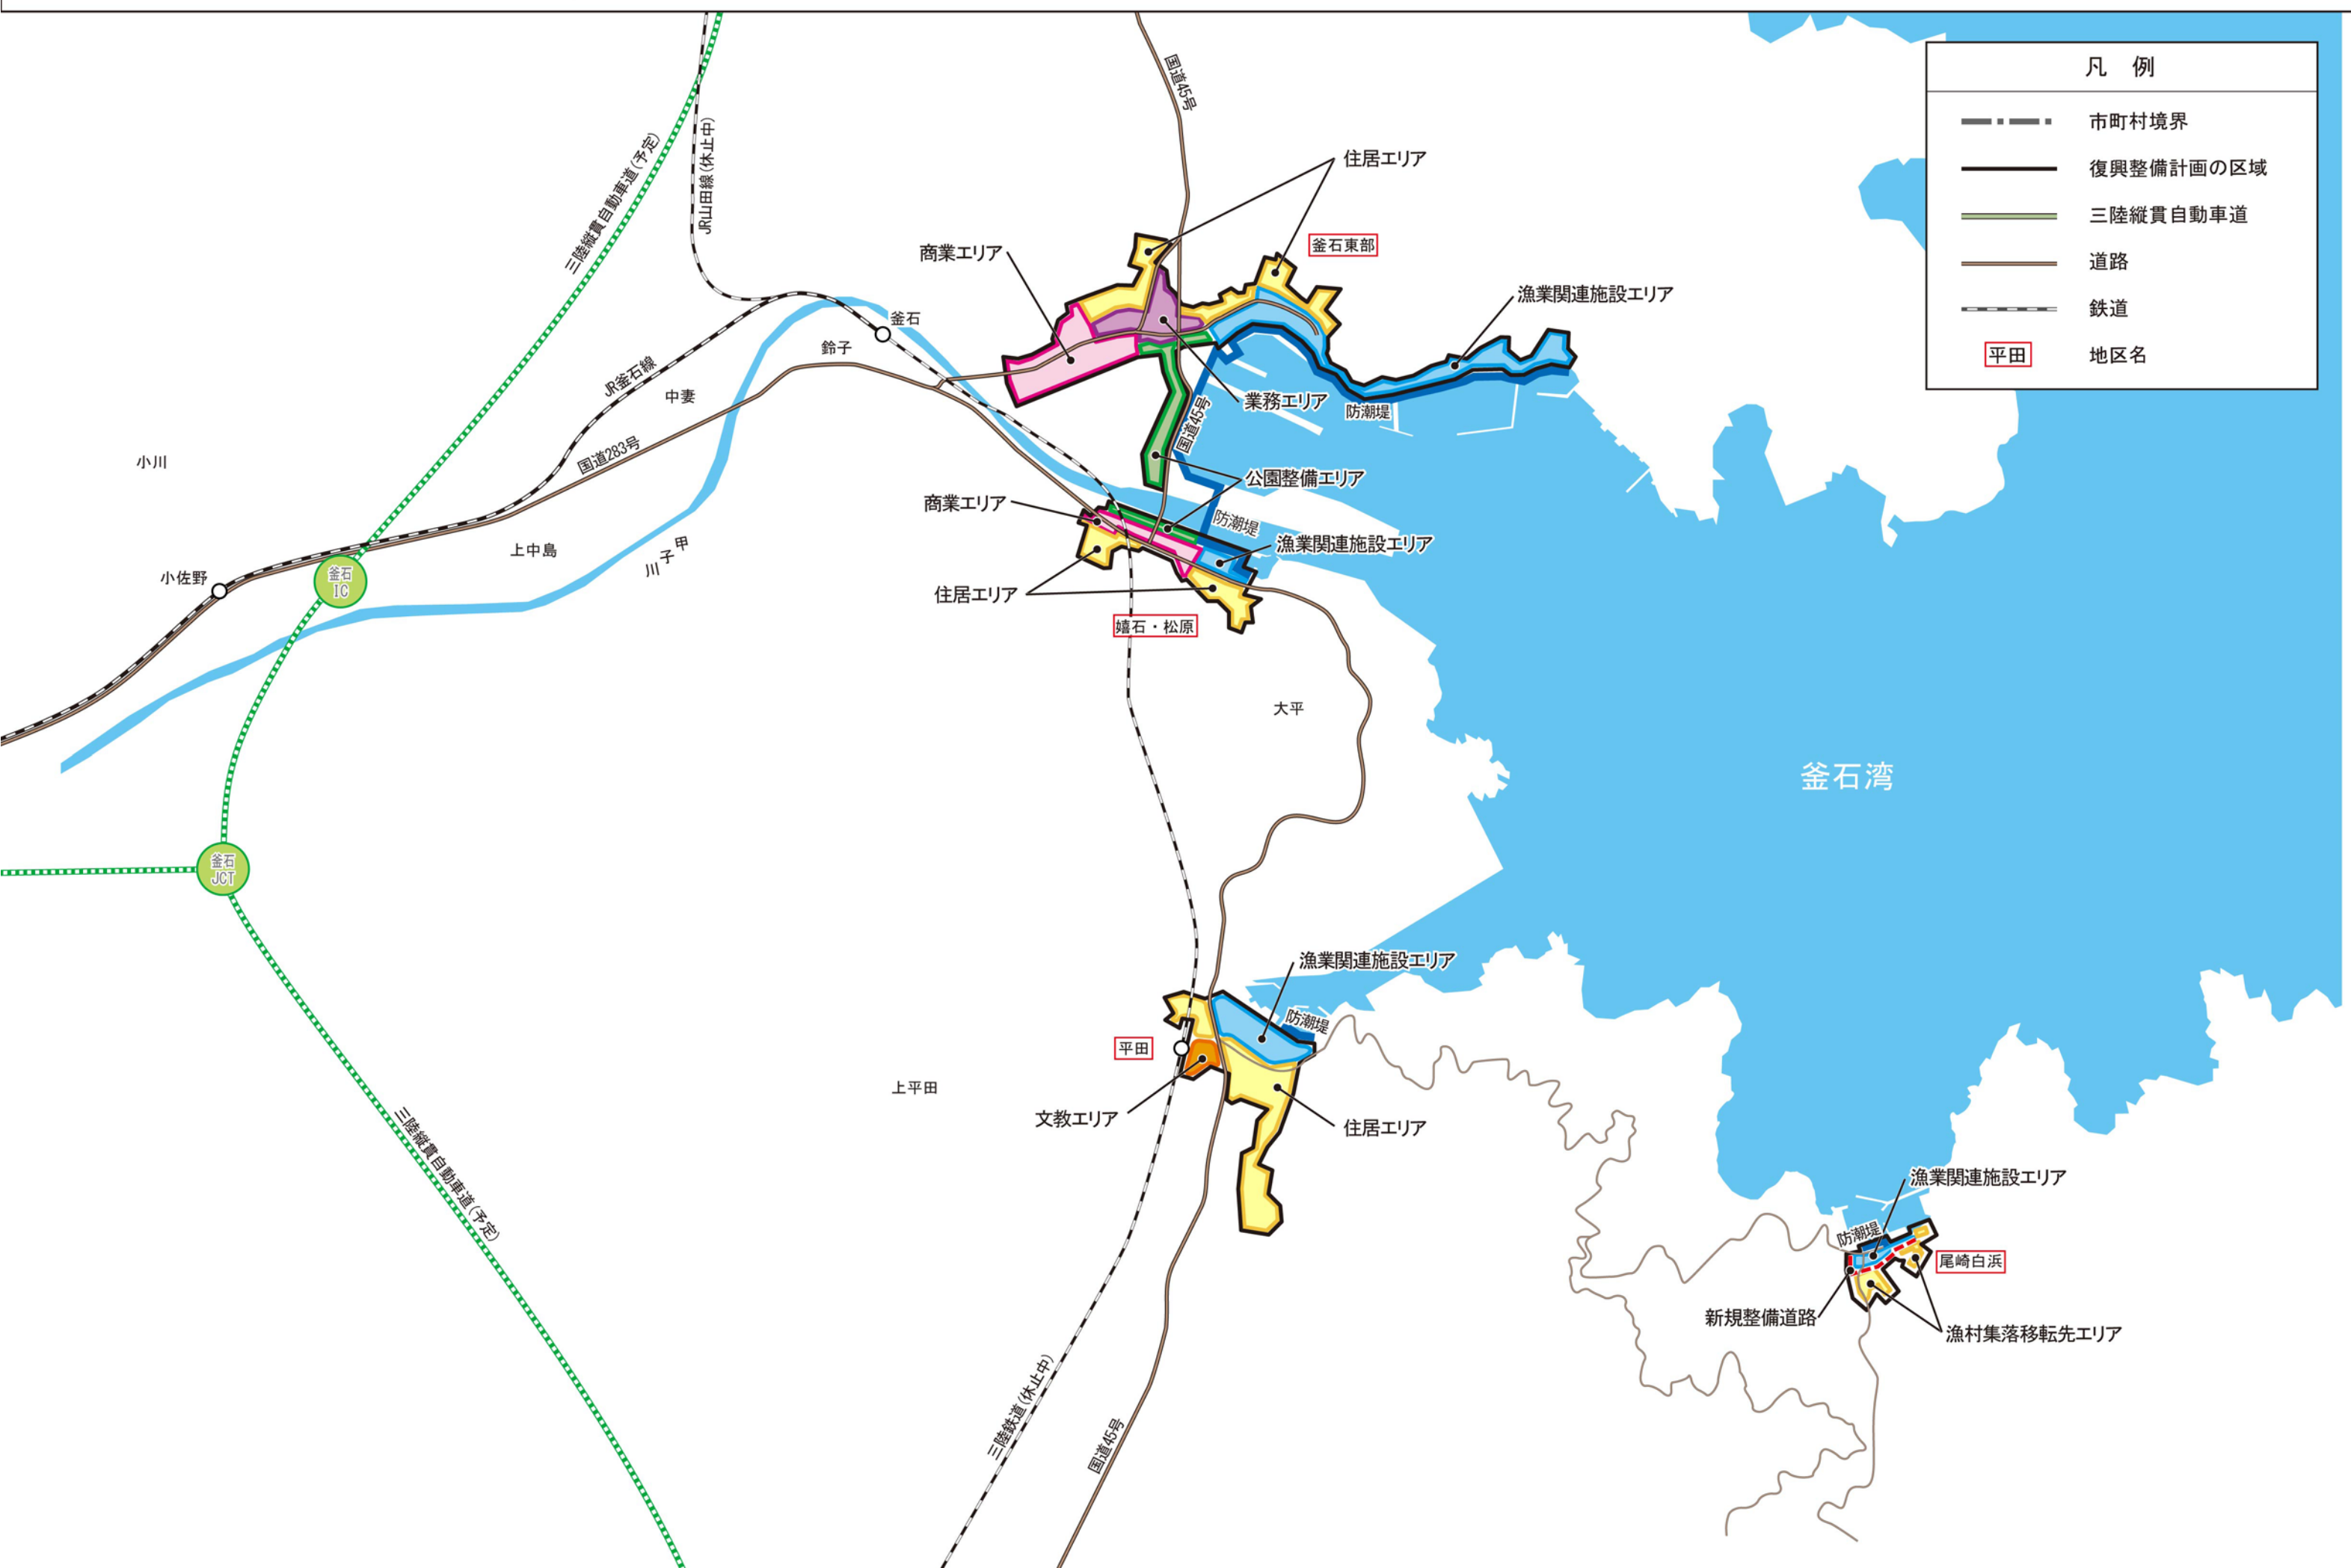 凡 例
市町村境界
復興整備計画の区域
三陸縦貫自動車道
道路
鉄道
平田 地区名
国道45号
三陸縦貫自動車道(予定)
JR山田線(休止中)
住居エリア
釜石東部
商業エリア
漁業関連施設エリア
釜石
鈴子
JR釜石線
中妻
業務エリア
国道45号
防潮堤
国道283号
小川
公園整備エリア
商業エリア
防潮堤
漁業関連施設エリア
上中島
甲子川
小佐野
釜石
IC
住居エリア
嬉石・松原
大平
釜石湾
釜石
JCT
漁業関連施設エリア
防潮堤
平田
上平田
文教エリア
住居エリア
三陸縦貫自動車道(予定)
漁業関連施設エリア
防潮堤
尾崎白浜
新規整備道路
漁村集落移転先エリア
三陸鉄道(休止中)
国道45号